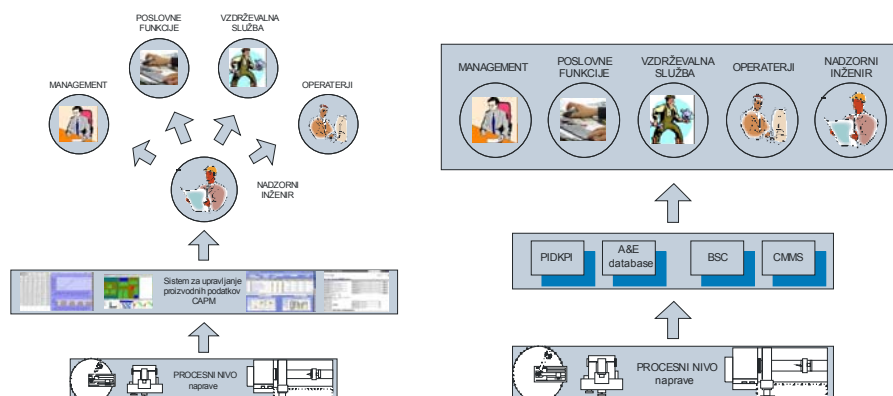 POSLOVNE
FUNKCIJE
VZDRŽEVALNA
SLUŽBA
MANAGEMENT
OPERATERJI
NADZORNI
INŽENIR
Sistem za upravljanje
proizvodnih podatkov
CAPM
PROCESNI NIVO
naprave
MANAGEMENT
POSLOVNE
FUNKCIJE
VZDRŽEVALNA
SLUŽBA
OPERATERJI
NADZORNI
INŽENIR
PIDKPI
A&E
database
BSC
CMMS
PROCESNI NIVO
naprave